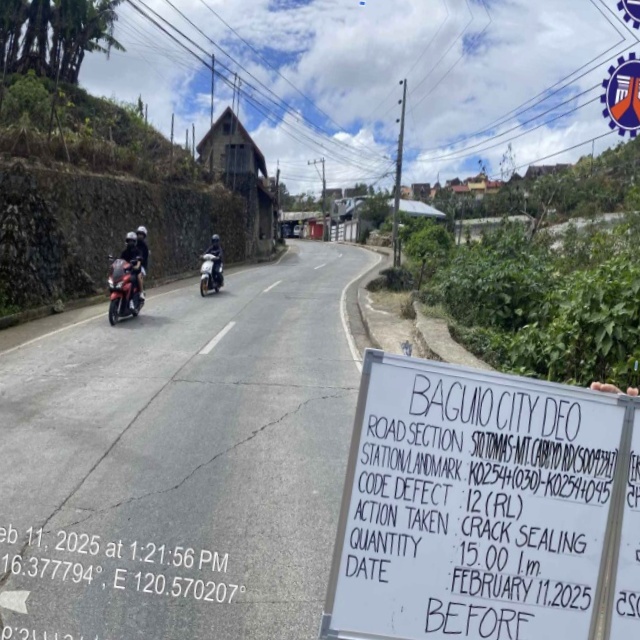 BAGUIO CITY DEO
ROAD SECTION STO.TOMAS-MT.CABUYAO RD
STATION/LANDMARK K0254+030-K0254+045
CODE DEFECT 12 (RL)
ACTION TAKEN CRACK SEALING
QUANTITY 15.00 lm
DATE FEBRUARY 11,2025
BEFORE
eb 11, 2025 at 1:21:56 PM
16.377794°, E 120.570207°